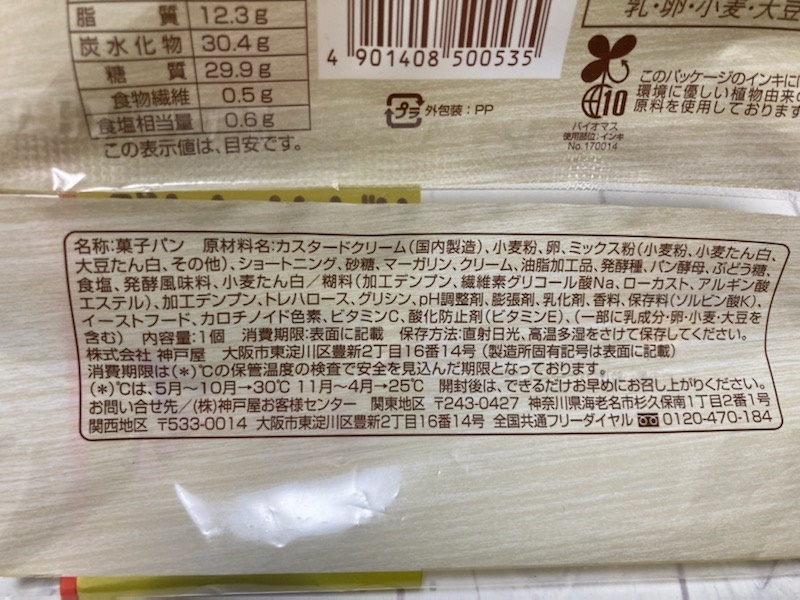 脂 質 12.3g
炭水化物 30.4g
糖 質 29.9g
食物繊維 0.5g
食塩相当量 0.6g
この表示値は、目安です。
4 901408 500535
プラ 外包装：PP
乳・卵・小麦・大豆
10
バイオマス
使用部位：インキ
No.170014
このパッケージのインキに
環境に優しい植物由来
原料を使用しております
名称：菓子パン 原材料名：カスタードクリーム（国内製造）、小麦粉、卵、ミックス粉（小麦粉、小麦たん白、
大豆たん白、その他）、ショートニング、砂糖、マーガリン、クリーム、油脂加工品、発酵種、パン酵母、ぶどう糖、
食塩、発酵風味料、小麦たん白／糊料（加工デンプン、繊維素グリコール酸Na、ローカスト、アルギン酸
エステル）、加工デンプン、トレハロース、グリシン、pH調整剤、膨張剤、乳化剤、香料、保存料（ソルビン酸K）、
イーストフード、カロチノイド色素、ビタミンC、酸化防止剤（ビタミンE）、（一部に乳成分・卵・小麦・大豆を
含む） 内容量：1個 消費期限：表面に記載 保存方法：直射日光、高温多湿をさけて保存してください。
株式会社 神戸屋 大阪市東淀川区豊新2丁目16番14号（製造所固有記号は表面に記載）
消費期限は（＊）℃の保管温度の検査で安全を見込んだ期限となっております。
（＊）℃は、5月～10月→30℃ 11月～4月→25℃ 開封後は、できるだけお早めにお召し上がりください。
お問い合せ先／（株）神戸屋お客様センター 関東地区 〒243-0427 神奈川県海老名市杉久保南1丁目2番1号
関西地区 〒533-0014 大阪市東淀川区豊新2丁目16番14号 全国共通フリーダイヤル 0120-470-184